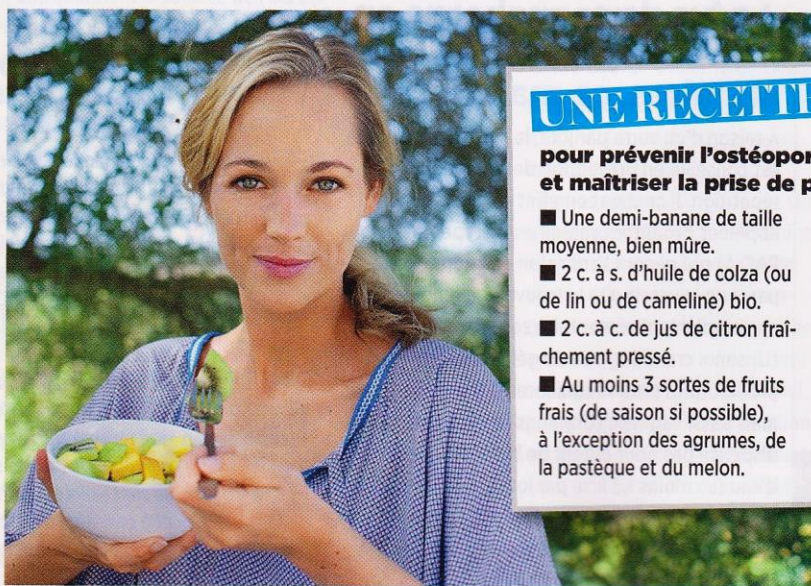 UNE RECETTE
pour prévenir
et maîtriser la prise de
■ Une demi-banane de taille
moyenne, bien mûre.
■ 2 c. à s. d'huile de colza (ou
de lin ou de cameline) bio.
■ 2 c. à c. de jus de citron fraî-
chement pressé.
■ Au moins 3 sortes de fruits
frais (de saison si possible),
à l'exception des agrumes, de
la pastèque et du melon.